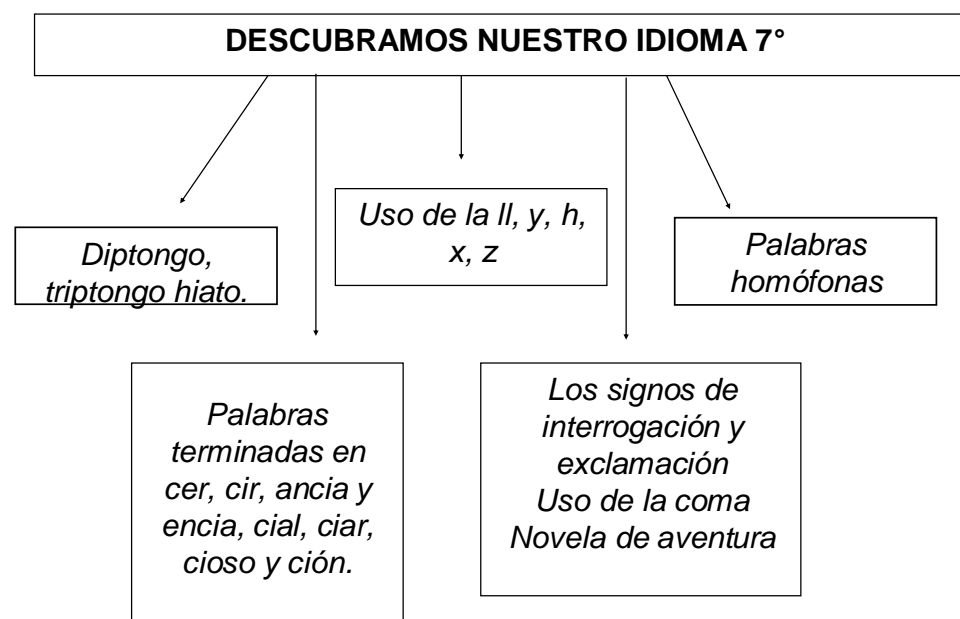 DESCUBRAMOS NUESTRO IDIOMA 7°
Diptongo,
triptongo hiato.
Uso de la ll, y, h,
x, z
Palabras
homófonas
Palabras
terminadas en
cer, cir, ancia y
encia, cial, ciar,
cioso y ción.
Los signos de
interrogación y
exclamación
Uso de la coma
Novela de aventura